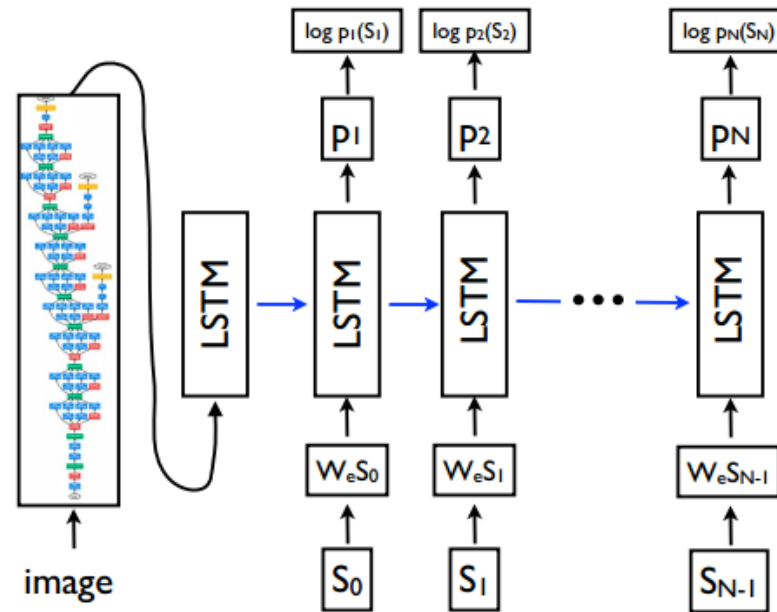 log p₁(S₁) log p₂(S₂) log pN(SN)
p₁ p₂ pN
LSTM LSTM LSTM ••• LSTM
WₑS₀ WₑS₁ WₑSN-1
image S₀ S₁ SN-1